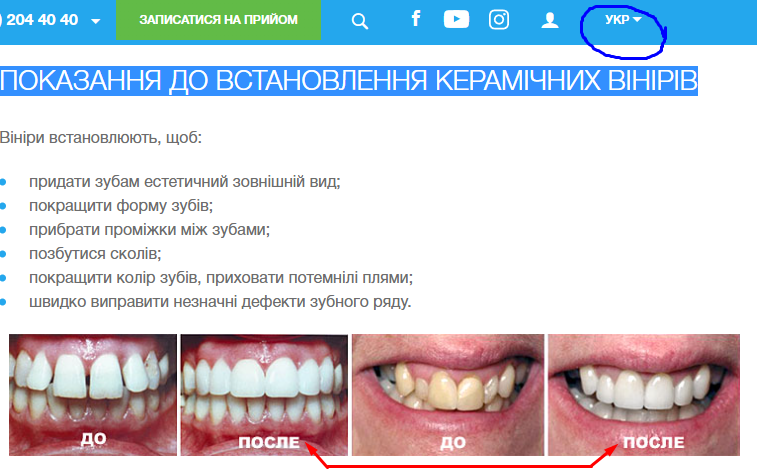 ) 204 40 40
ЗАПИСАТИСЯ НА ПРИЙОМ
УКР
ПОКАЗАННЯ ДО ВСТАНОВЛЕННЯ КЕРАМІЧНИХ ВІНІРІВ
Вініри встановлюють, щоб:
придати зубам естетичний зовнішній вид;
покращити форму зубів;
прибрати проміжки між зубами;
позбутися сколів;
покращити колір зубів, приховати потемнілі плями;
швидко виправити незначні дефекти зубного ряду.
ДО
ПОСЛЕ
ДО
ПОСЛЕ